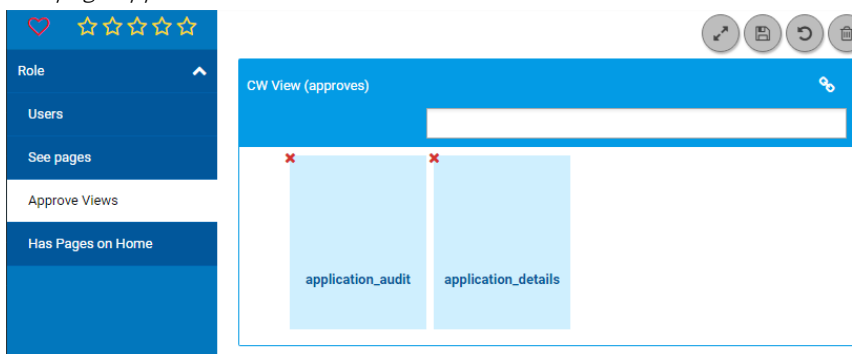 Role
CW View (approves)
Users
See pages
Approve Views
Has Pages on Home
application_audit
application_details